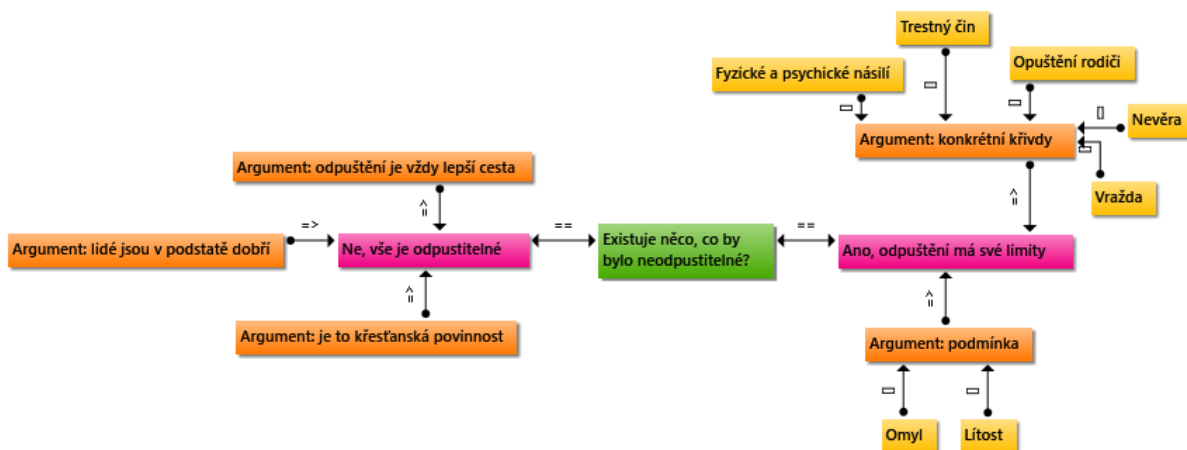 Trestný čin
Fyzické a psychické násilí
Opuštění rodiči
Nevěra
Argument: konkrétní křivdy
Vražda
Argument: odpuštění je vždy lepší cesta
=>
=>
Argument: lidé jsou v podstatě dobří
=>
Ne, vše je odpustitelné
==
Existuje něco, co by
bylo neodpustitelné?
==
Ano, odpuštění má své limity
=>
=>
Argument: je to křesťanská povinnost
Argument: podmínka
Omyl
Lítost